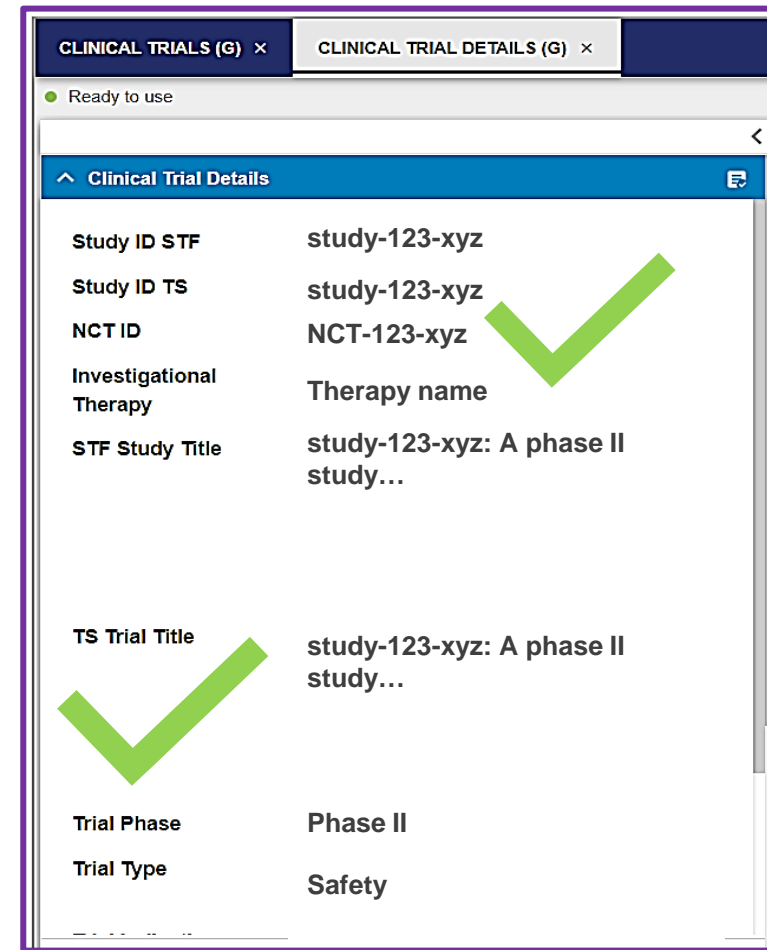 CLINICAL TRIALS (G) ×
CLINICAL TRIAL DETAILS (G) ×
Ready to use
Clinical Trial Details
Study ID STF study-123-xyz
Study ID TS study-123-xyz
NCT ID NCT-123-xyz
Investigational
Therapy Therapy name
STF Study Title study-123-xyz: A phase II
study…
TS Trial Title study-123-xyz: A phase II
study…
Trial Phase Phase II
Trial Type Safety